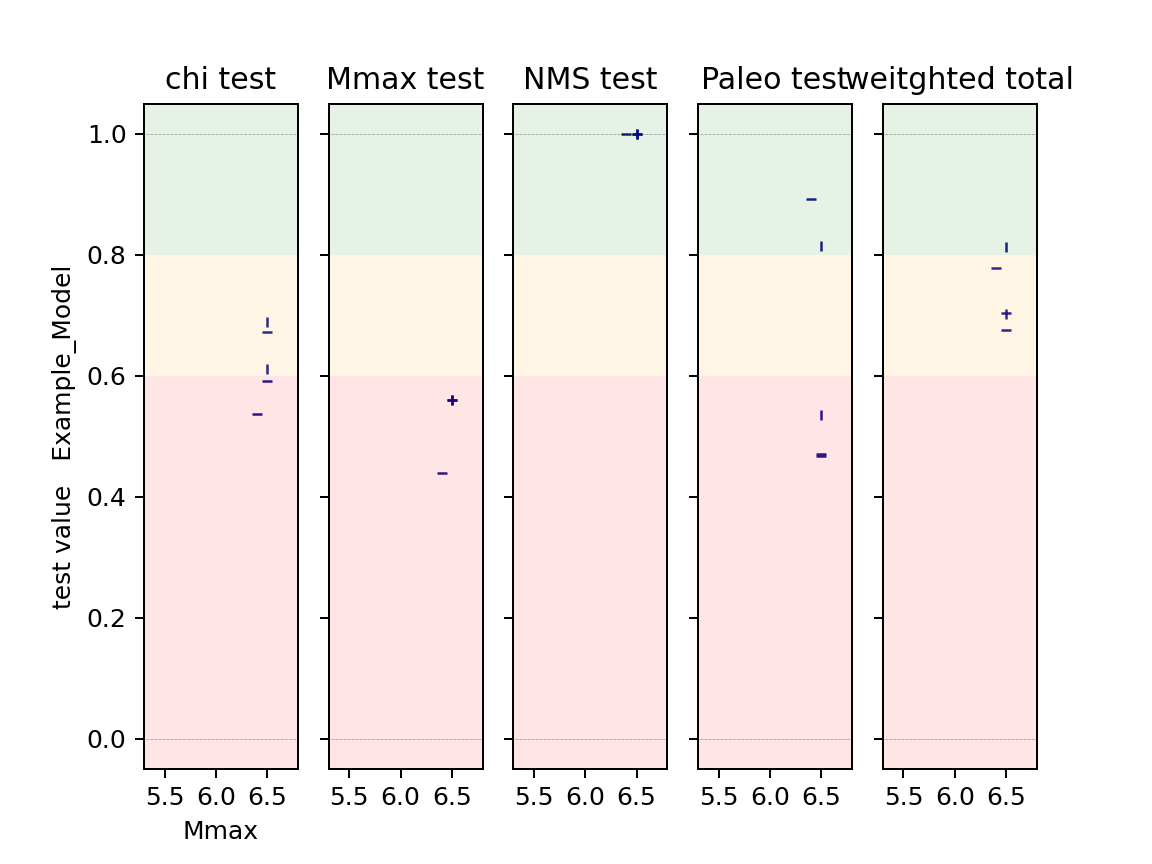 chi test
Mmax test
NMS test
Paleo test
weitghted total
test value   Example_Model
1.0
0.8
0.6
0.4
0.2
0.0
5.5 6.0 6.5
5.5 6.0 6.5
5.5 6.0 6.5
5.5 6.0 6.5
5.5 6.0 6.5
Mmax